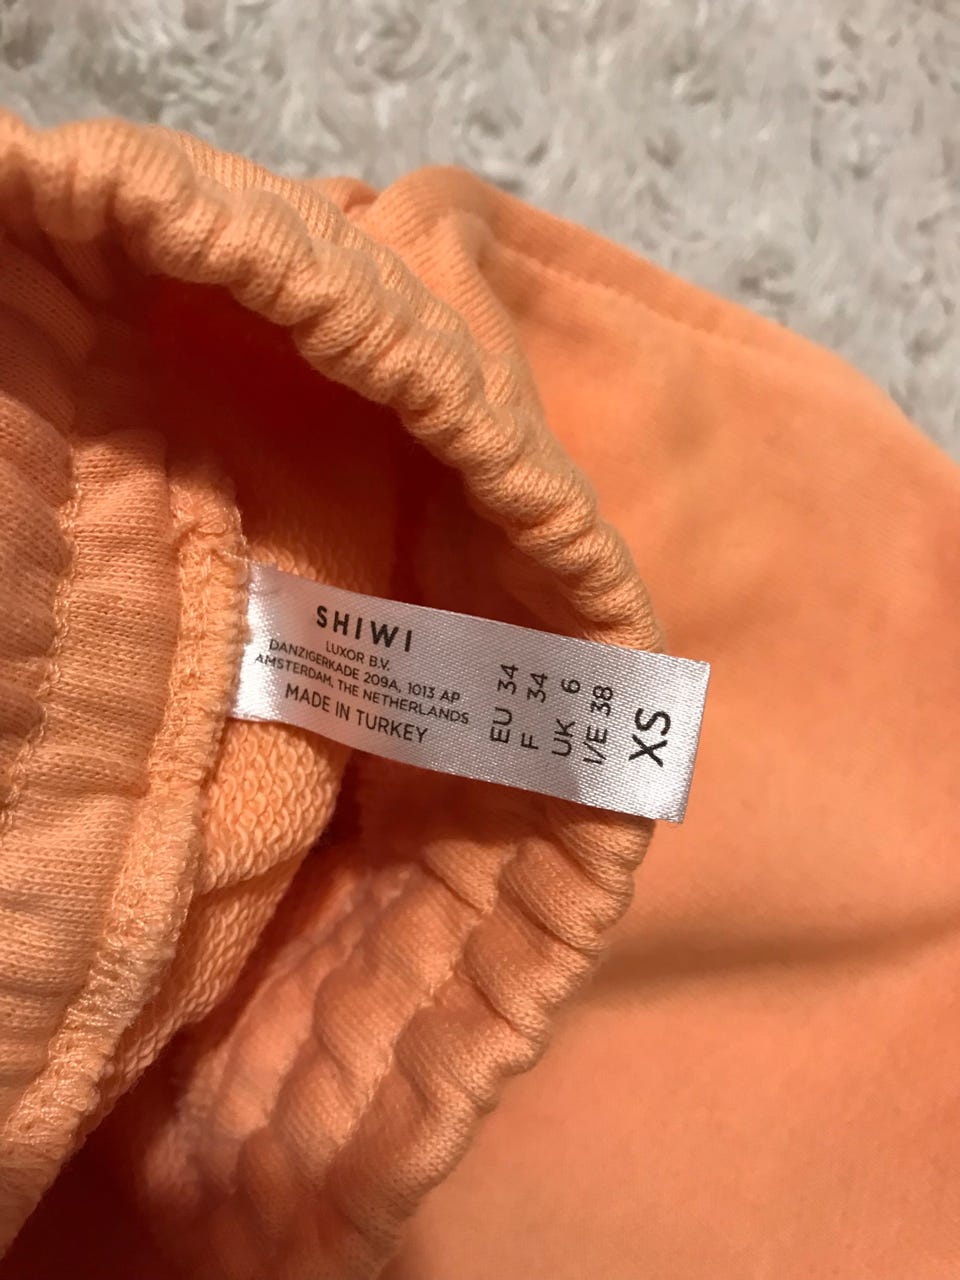 SHIWI
LUXOR B.V.
DANZIGERKADE 209A, 1013 AP
AMSTERDAM, THE NETHERLANDS
MADE IN TURKEY
EU 34
F 34
UK 6
I/E 38
XS